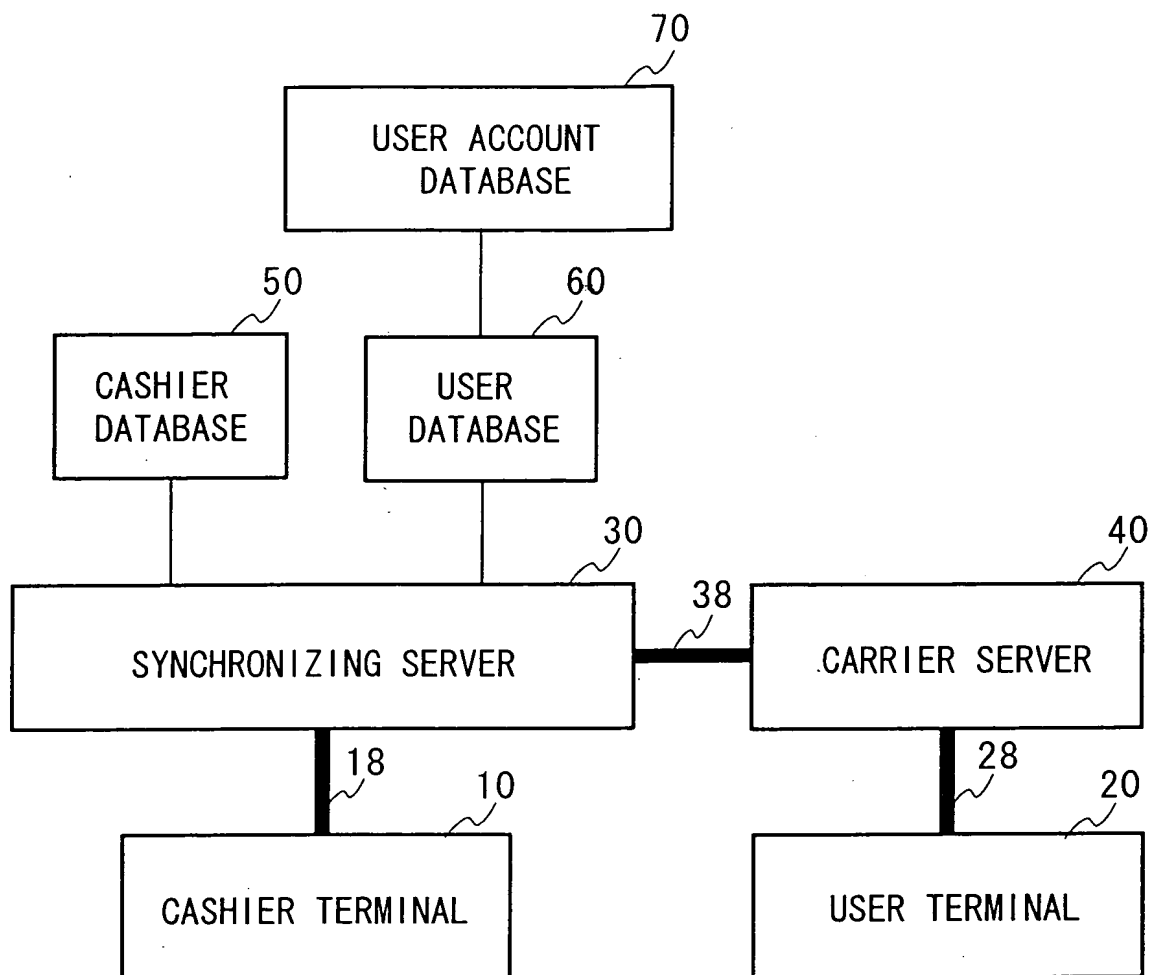 70
USER ACCOUNT
DATABASE
50
60
CASHIER
DATABASE
USER
DATABASE
30
40
38
SYNCHRONIZING SERVER
CARRIER SERVER
18
28
10
20
CASHIER TERMINAL
USER TERMINAL